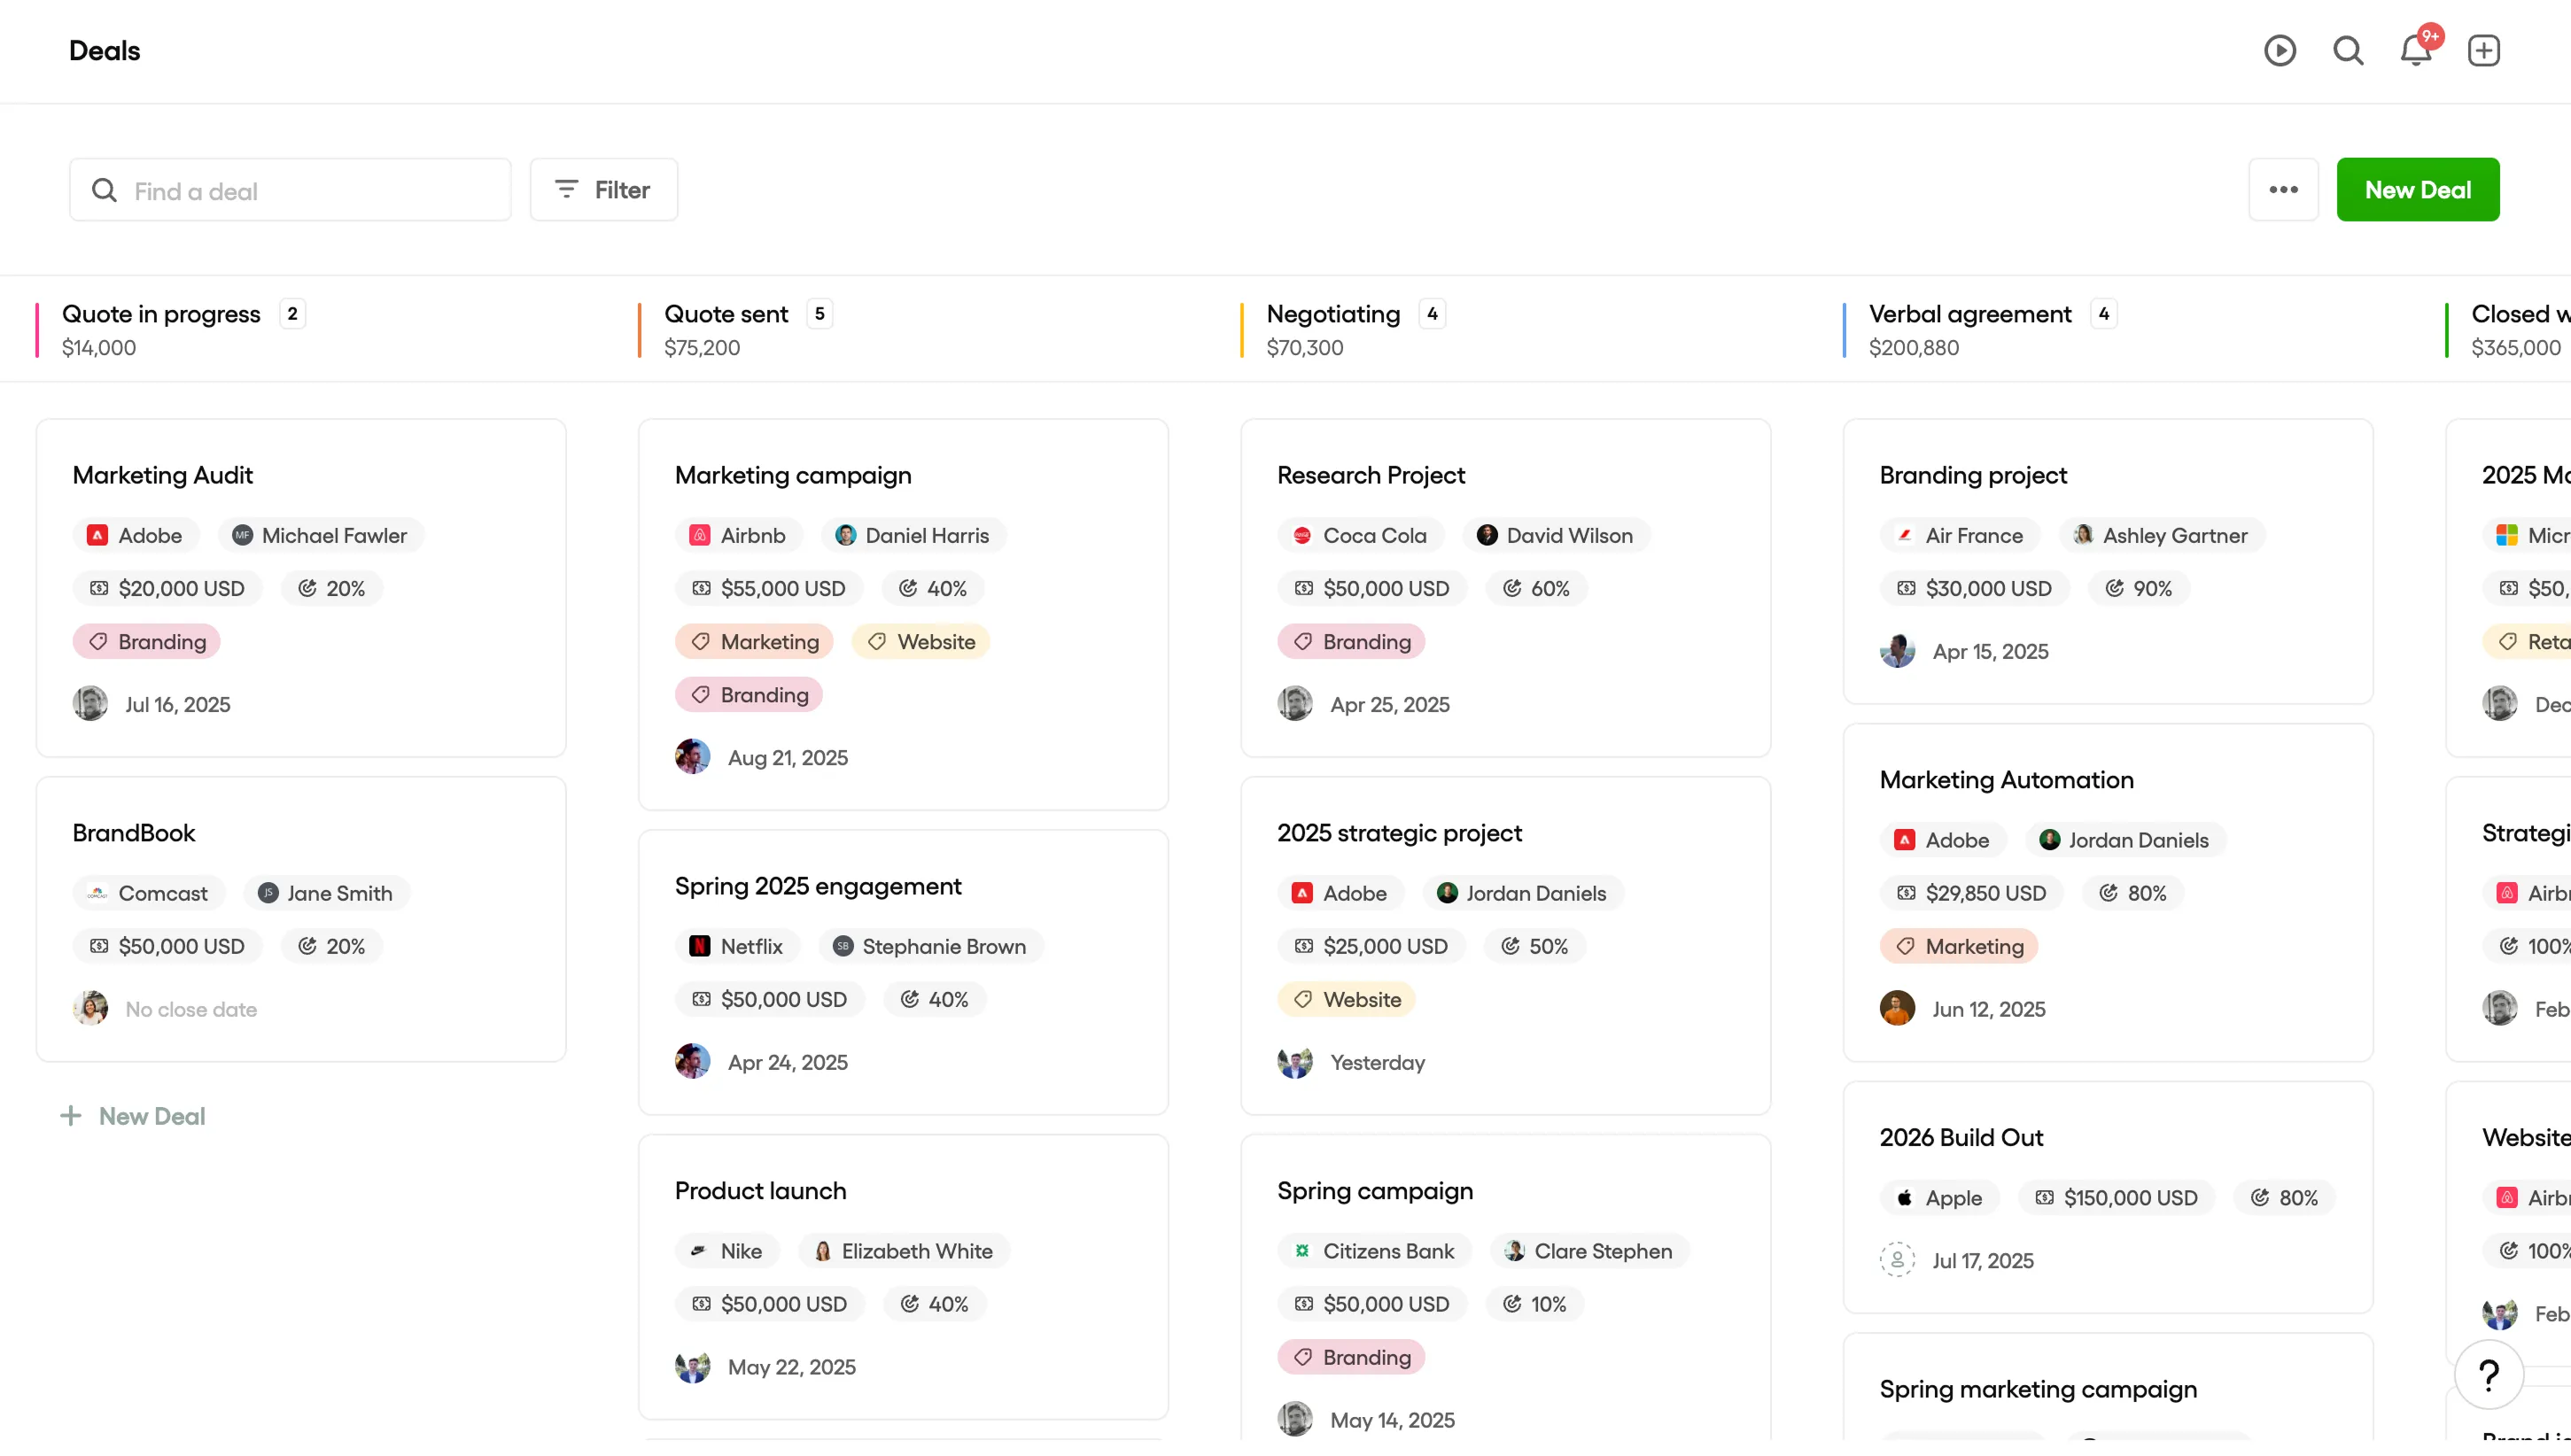 Deals
9+
Find a deal
Filter
New Deal
Quote in progress 2
$14,000
Quote sent 5
$75,200
Negotiating 4
$70,300
Verbal agreement 4
$200,880
Closed w
$365,000
Marketing Audit
Adobe
MF Michael Fawler
$20,000 USD
20%
Branding
Jul 16, 2025
BrandBook
COMCAST Comcast
JS Jane Smith
$50,000 USD
20%
No close date
New Deal
Marketing campaign
Airbnb
Daniel Harris
$55,000 USD
40%
Marketing
Website
Branding
Aug 21, 2025
Spring 2025 engagement
Netflix
SB Stephanie Brown
$50,000 USD
40%
Apr 24, 2025
Product launch
Nike
Elizabeth White
$50,000 USD
40%
May 22, 2025
Research Project
Coca Cola
David Wilson
$50,000 USD
60%
Branding
Apr 25, 2025
2025 strategic project
Adobe
Jordan Daniels
$25,000 USD
50%
Website
Yesterday
Spring campaign
Citizens Bank
Clare Stephen
$50,000 USD
10%
Branding
May 14, 2025
Branding project
Air France
Ashley Gartner
$30,000 USD
90%
Apr 15, 2025
Marketing Automation
Adobe
Jordan Daniels
$29,850 USD
80%
Marketing
Jun 12, 2025
2026 Build Out
Apple
$150,000 USD
80%
Jul 17, 2025
Spring marketing campaign
2025 Mo
Micr
$50,
Reta
Dec
Strategi
Airb
100%
Feb
Website
Airb
100%
Feb
?